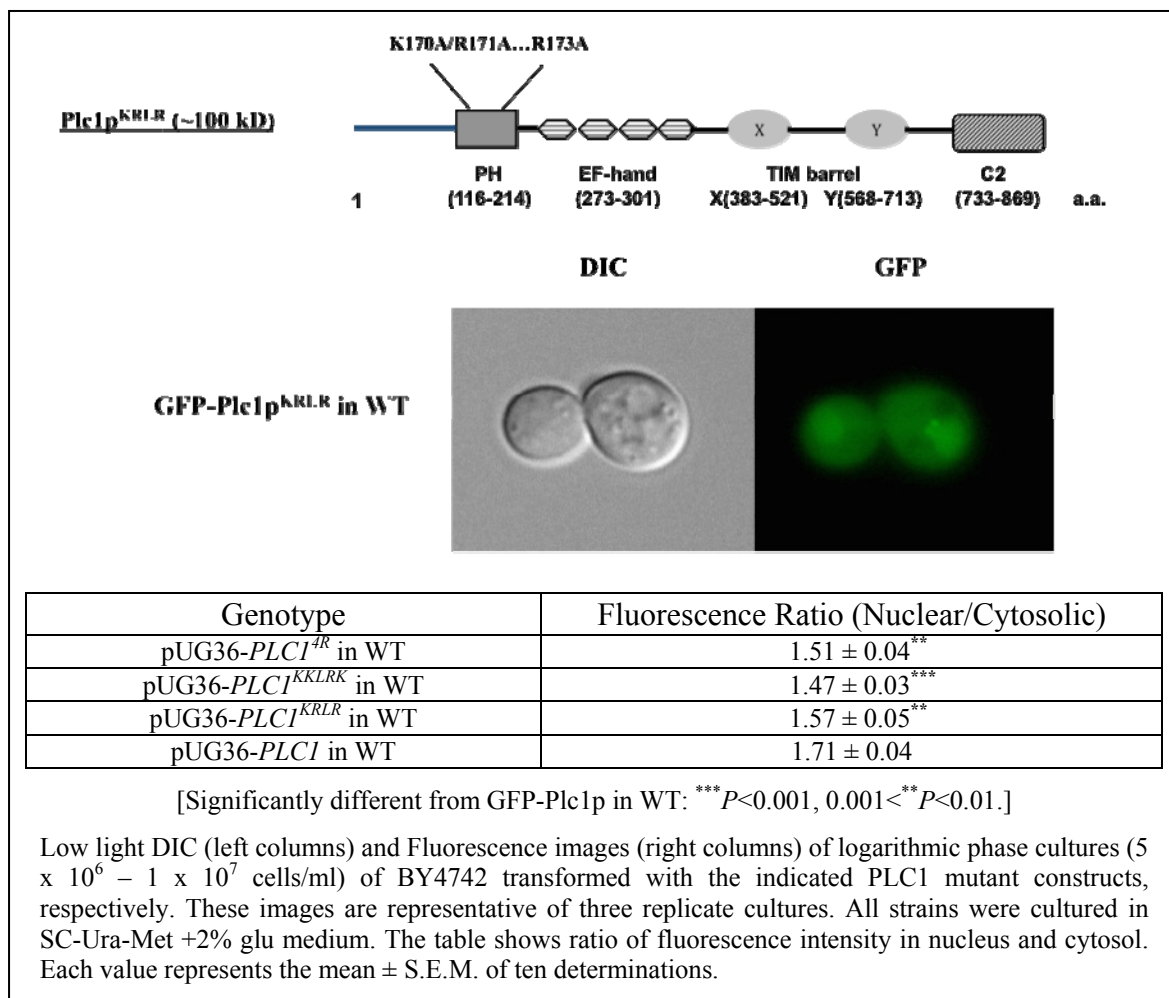 K170A/R171A...R173A
Plc1p^KRLR (~100 kD)
X Y
PH EF-hand TIM barrel C2
1 (116-214) (273-301) X(383-521) Y(568-713) (733-869) a.a.
DIC GFP
GFP-Plc1p^KRLR in WT
Genotype Fluorescence Ratio (Nuclear/Cytosolic)
pUG36-PLC1^4R in WT 1.51 ± 0.04**
pUG36-PLC1^KKLRK in WT 1.47 ± 0.03***
pUG36-PLC1^KRLR in WT 1.57 ± 0.05**
pUG36-PLC1 in WT 1.71 ± 0.04
[Significantly different from GFP-Plc1p in WT: ***P<0.001, 0.001<**P<0.01.]
Low light DIC (left columns) and Fluorescence images (right columns) of logarithmic phase cultures (5
x 10^6 – 1 x 10^7 cells/ml) of BY4742 transformed with the indicated PLC1 mutant constructs,
respectively. These images are representative of three replicate cultures. All strains were cultured in
SC-Ura-Met +2% glu medium. The table shows ratio of fluorescence intensity in nucleus and cytosol.
Each value represents the mean ± S.E.M. of ten determinations.